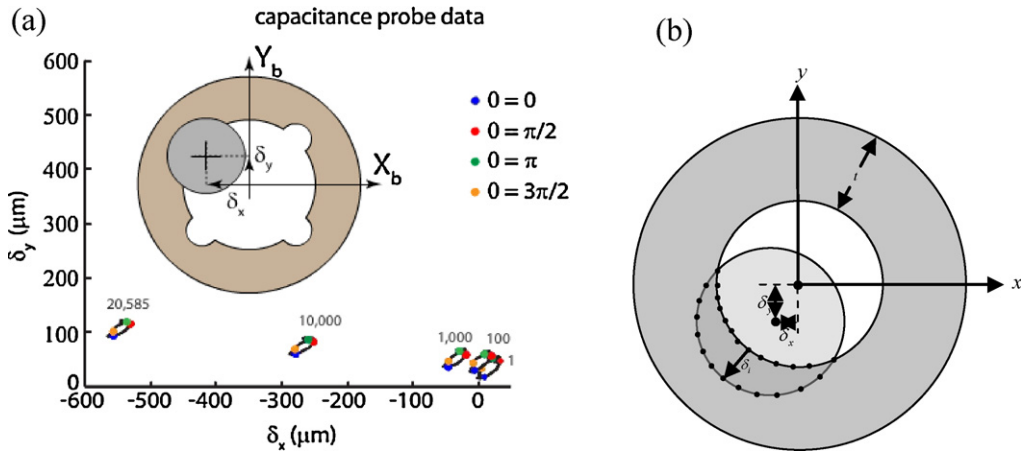 (a)
capacitance probe data
600
500
400
300
200
100
0
δy (μm)
Yb
Xb
δy
δx
0 = 0
0 = π/2
0 = π
0 = 3π/2
20,585
10,000
1,000
100
1
-600
-500
-400
-300
-200
-100
0
δx (μm)
(b)
y
x
t
δy
δx
δi